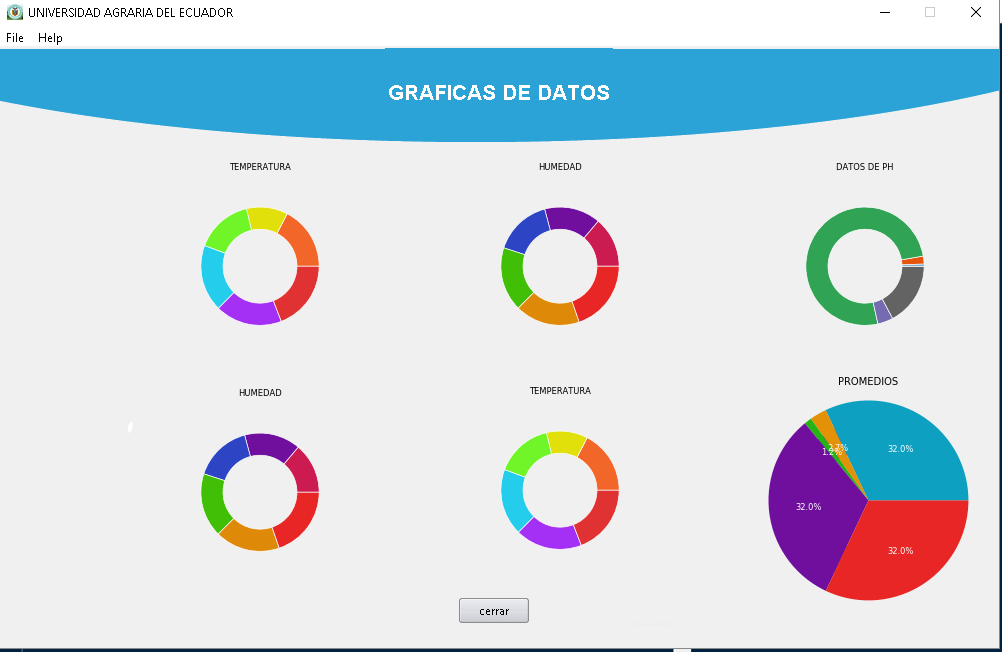 UNIVERSIDAD AGRARIA DEL ECUADOR
File Help
GRAFICAS DE DATOS
TEMPERATURA
HUMEDAD
DATOS DE PH
HUMEDAD
TEMPERATURA
PROMEDIOS
32.0%
2.7%
1.2%
32.0%
32.0%
cerrar